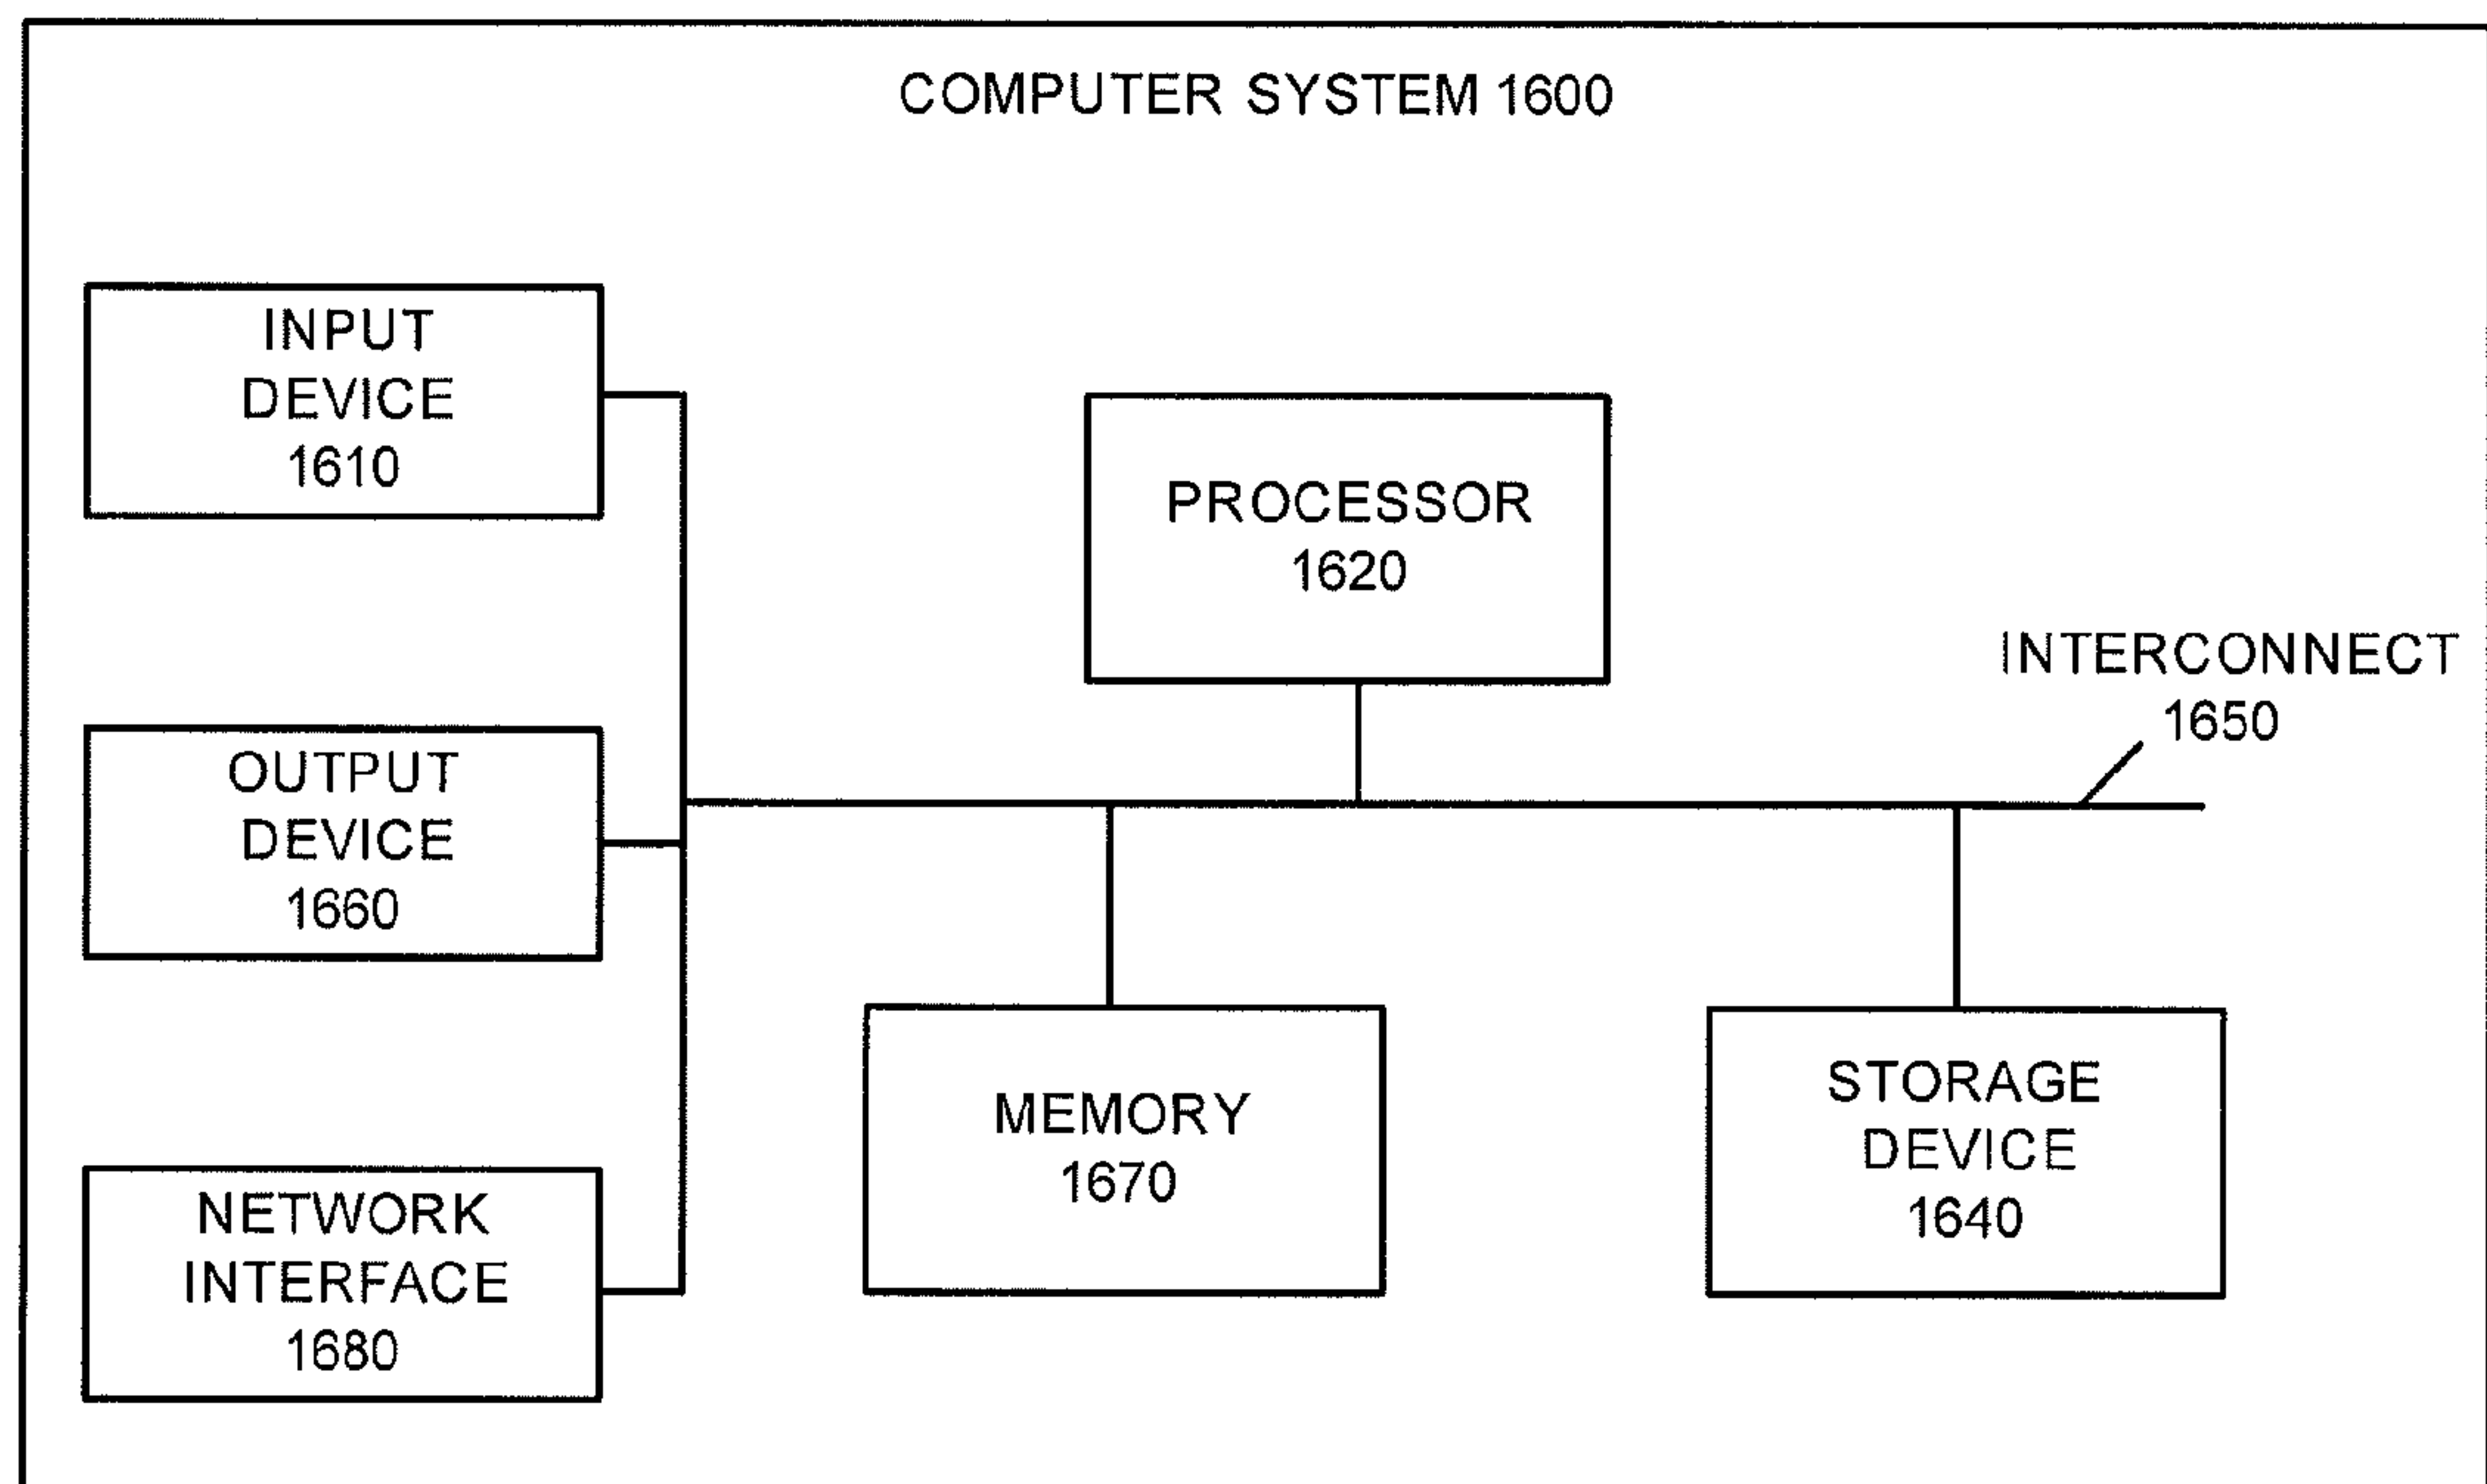 COMPUTER SYSTEM 1600
INPUT
DEVICE
1610
PROCESSOR
1620
INTERCONNECT
1650
OUTPUT
DEVICE
1660
MEMORY
1670
STORAGE
DEVICE
1640
NETWORK
INTERFACE
1680